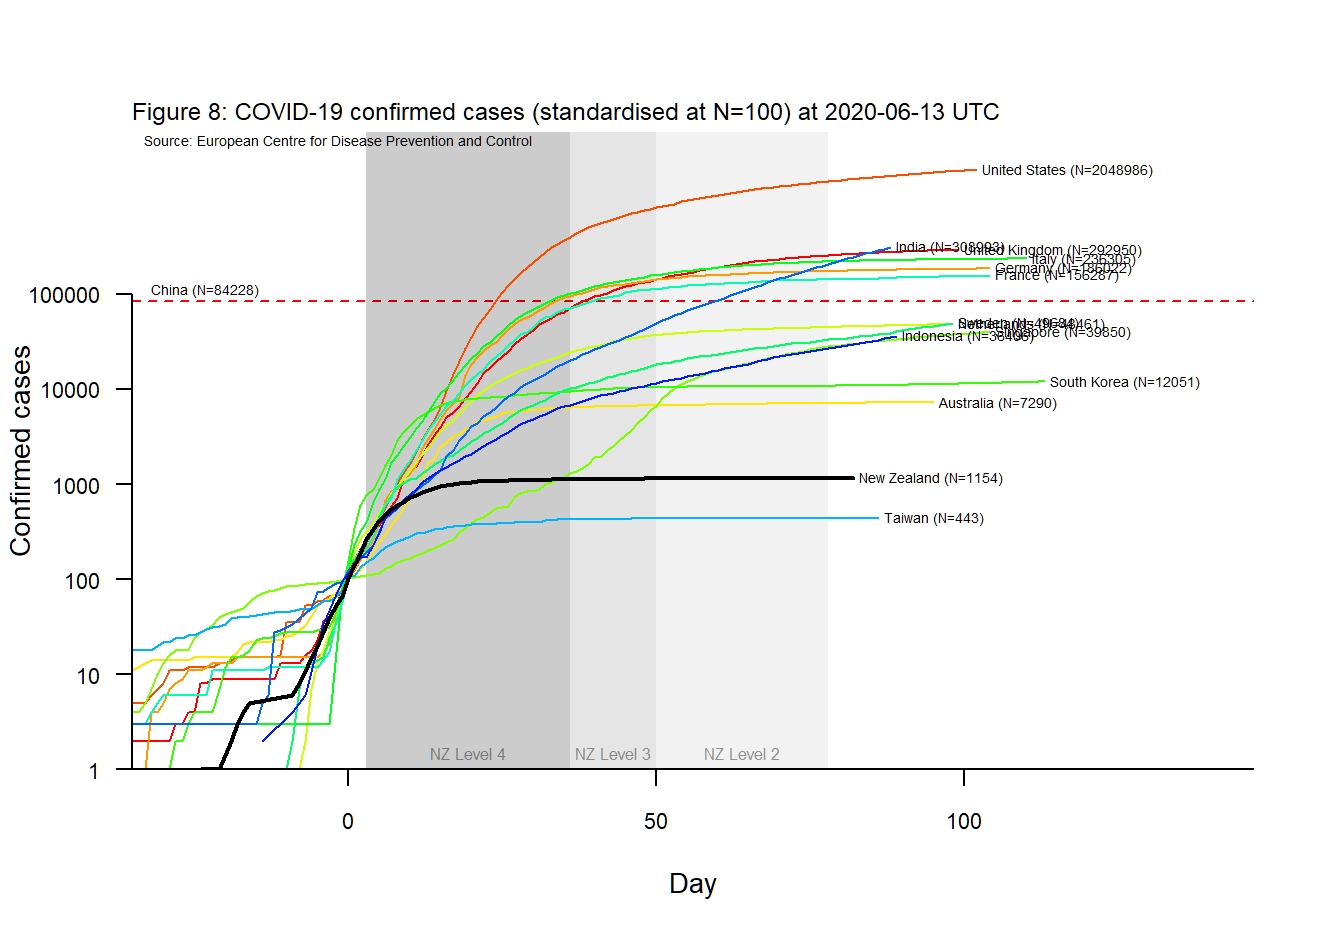 Figure 8: COVID-19 confirmed cases (standardised at N=100) at 2020-06-13 UTC
Source: European Centre for Disease Prevention and Control
United States (N=2048986)
India (N=308993)
United Kingdom (N=292950)
Italy (N=236305)
Germany (N=186022)
France (N=156287)
China (N=84228)
100000
Sweden
Netherlands
Singapore (N=39850)
Indonesia
South Korea (N=12051)
10000
Australia (N=7290)
New Zealand (N=1154)
1000
Taiwan (N=443)
100
10
1
NZ Level 4
NZ Level 3
NZ Level 2
0
50
100
Day
Confirmed cases